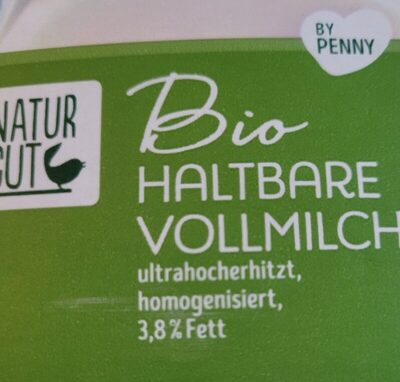 BY
PENNY
NATUR
GUT
Bio
HALTBARE
VOLLMILCH
ultrahocherhitzt,
homogenisiert,
3,8% Fett